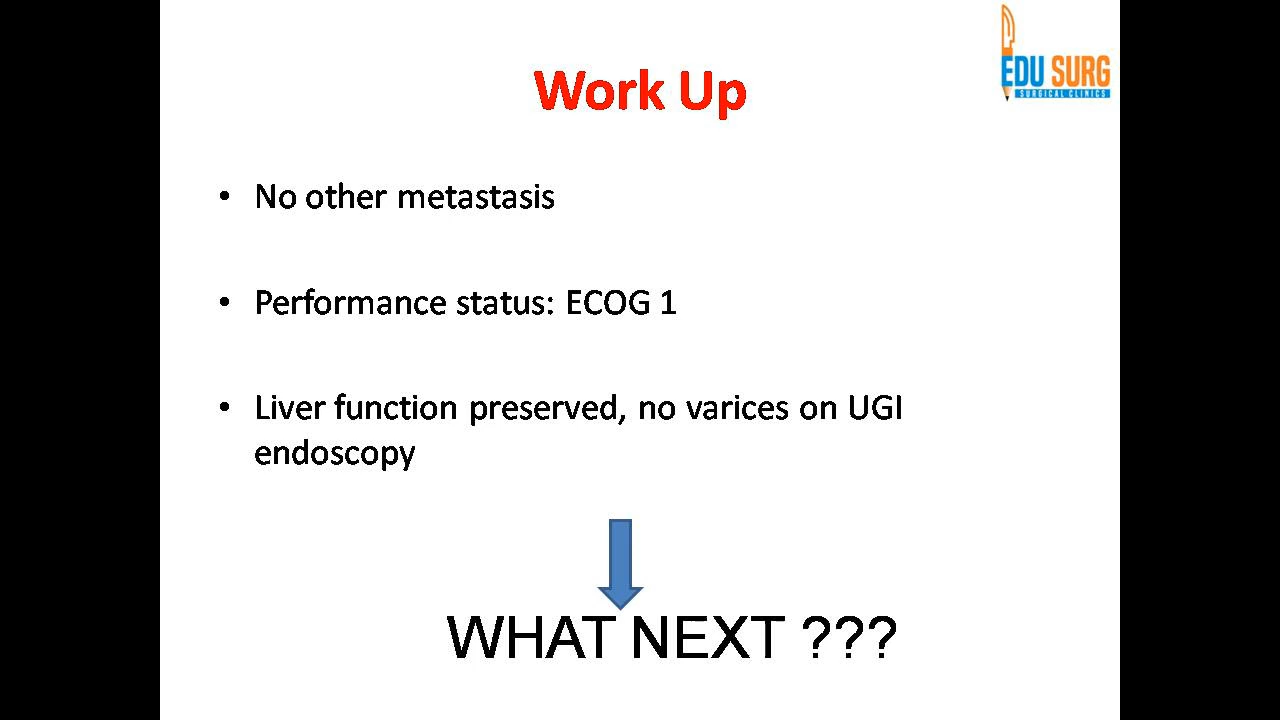 EDU SURG
SURGICAL CLINICS
Work Up
• No other metastasis
• Performance status: ECOG 1
• Liver function preserved, no varices on UGI
endoscopy
WHAT NEXT ???